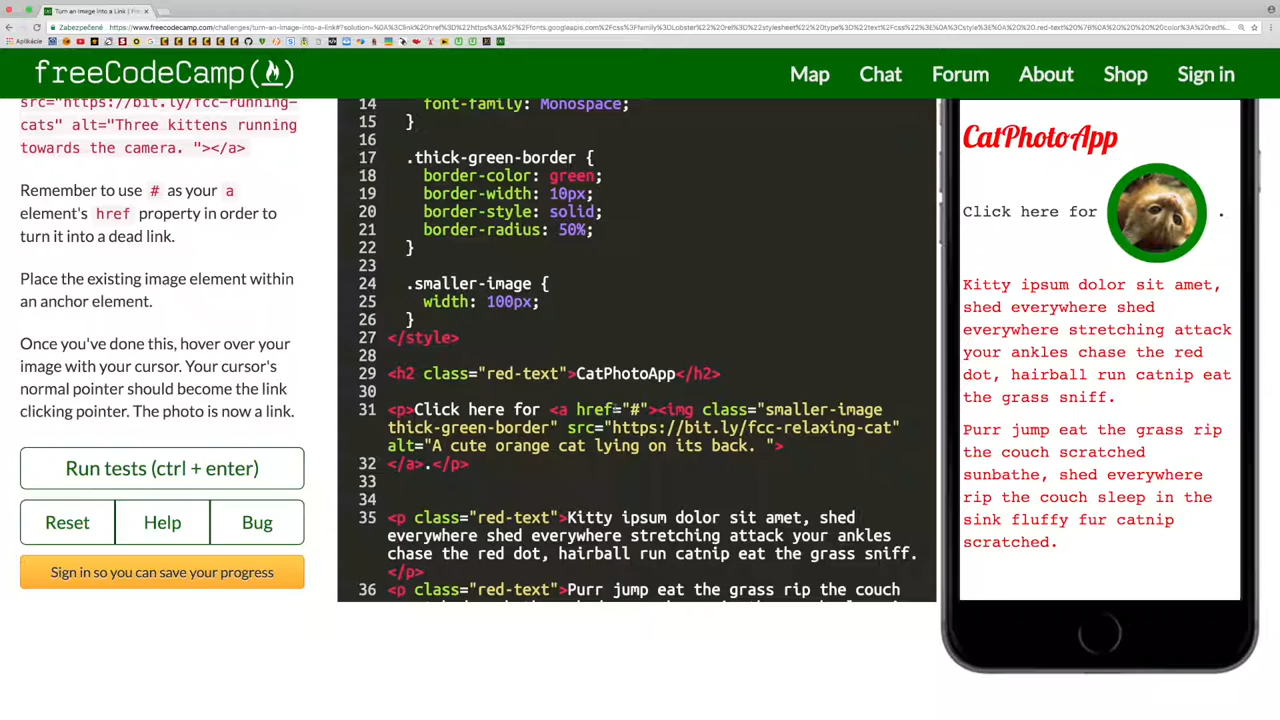 Turn an Image into a Link | Free
Zabezpečené
Aplikácie
freeCodeCamp
Map
Chat
Forum
About
Shop
Sign in
src="https://bit.ly/fcc-running-
cats" alt="Three kittens running
towards the camera. "></a>
Remember to use # as your a
element's href property in order to
turn it into a dead link.
Place the existing image element within
an anchor element.
Once you've done this, hover over your
image with your cursor. Your cursor's
normal pointer should become the link
clicking pointer. The photo is now a link.
Run tests (ctrl + enter)
Reset
Help
Bug
Sign in so you can save your progress
14 font-family: Monospace;
15 }
16
17 .thick-green-border {
18 border-color: green;
19 border-width: 10px;
20 border-style: solid;
21 border-radius: 50%;
22 }
23
24 .smaller-image {
25 width: 100px;
26 }
27 </style>
28
29 <h2 class="red-text">CatPhotoApp</h2>
30
31 <p>Click here for <a href="#"><img class="smaller-image
thick-green-border" src="https://bit.ly/fcc-relaxing-cat"
alt="A cute orange cat lying on its back. ">
32 </a>.</p>
33
34
35 <p class="red-text">Kitty ipsum dolor sit amet, shed
everywhere shed everywhere stretching attack your ankles
chase the red dot, hairball run catnip eat the grass sniff.
</p>
36 <p class="red-text">Purr jump eat the grass rip the couch
CatPhotoApp
Click here for .
Kitty ipsum dolor sit amet,
shed everywhere shed
everywhere stretching attack
your ankles chase the red
dot, hairball run catnip eat
the grass sniff.
Purr jump eat the grass rip
the couch scratched
sunbathe, shed everywhere
rip the couch sleep in the
sink fluffy fur catnip
scratched.